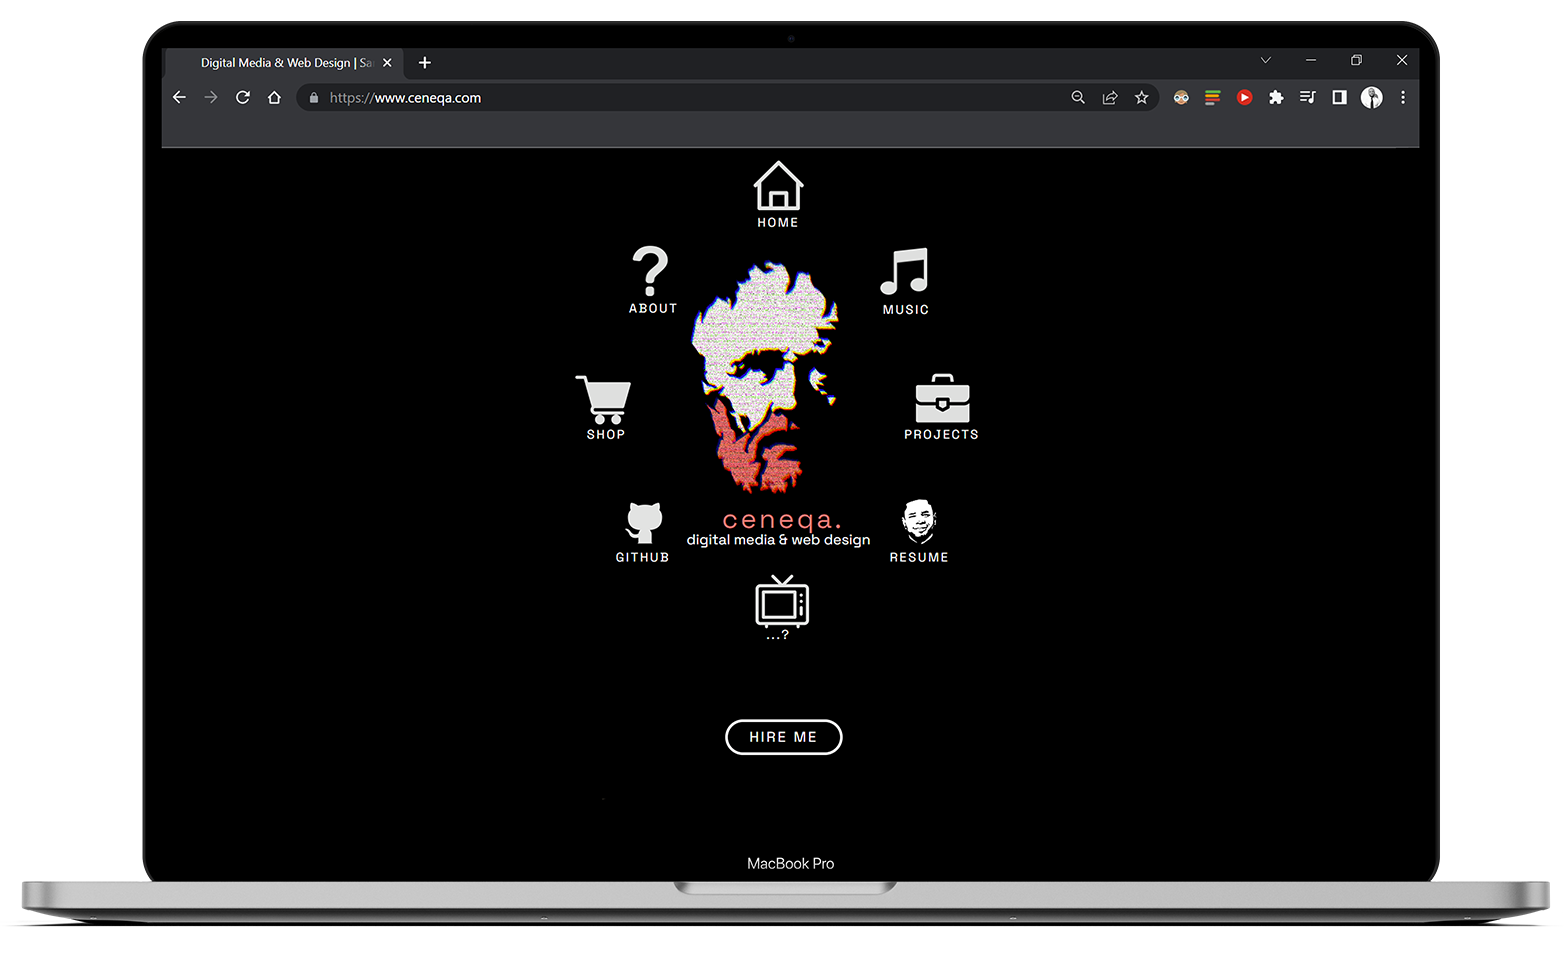 Digital Media & Web Design | Sa
https://www.ceneqa.com
HOME
ABOUT
MUSIC
SHOP
PROJECTS
ceneqa.
digital media & web design
GITHUB
RESUME
...?
HIRE ME
MacBook Pro